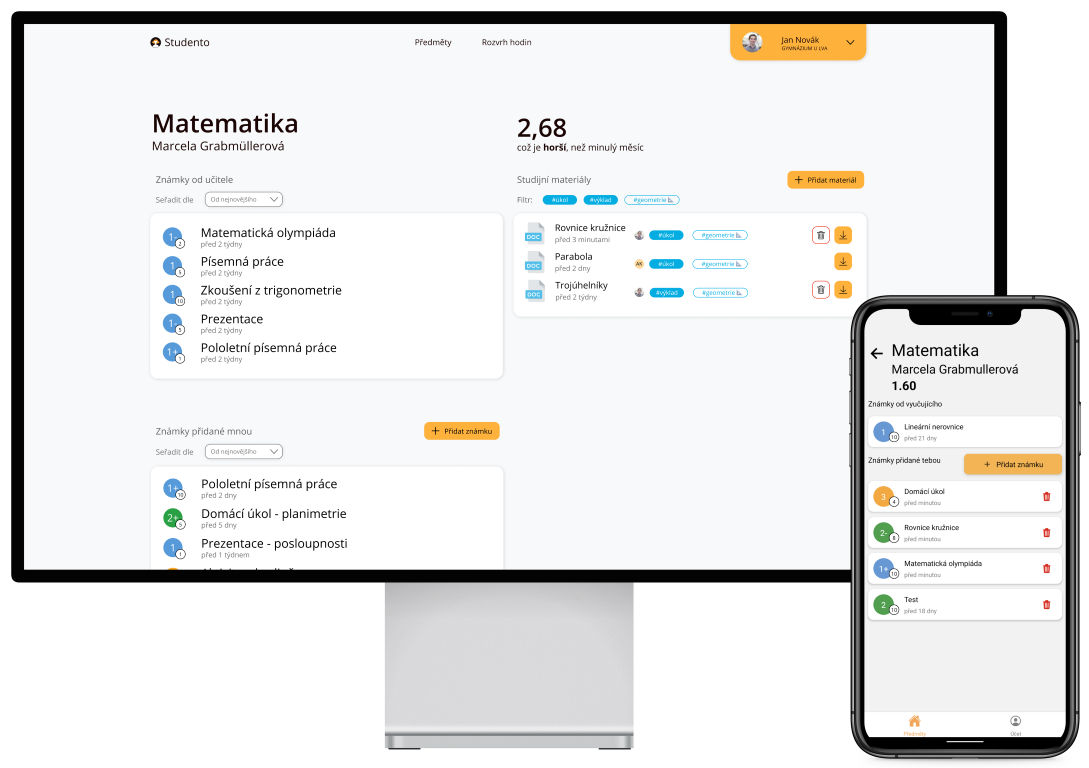 Studento
Předměty
Rozvrh hodin
Jan Novák
GYMNÁZIUM U LVA
Matematika
Marcela Grabmüllerová
2,68
což je horší, než minulý měsíc
Známky od učitele
Seřadit dle
Od nejnovějšího
1-
2
Matematická olympiáda
před 2 týdny
1
5
Písemná práce
před 2 týdny
1
10
Zkoušení z trigonometrie
před 2 týdny
1-
5
Prezentace
před 2 týdny
1+
1
Pololetní písemná práce
před 2 týdny
Studijní materiály
+ Přidat materiál
Filtr:
#úkol
#výklad
#geometrie
DOC
Rovnice kružnice
před 3 minutami
#úkol
#geometrie
DOC
Parabola
před 2 dny
AK
#úkol
#geometrie
DOC
Trojúhelníky
před 2 týdny
#výklad
#geometrie
Známky přidané mnou
+ Přidat známku
Seřadit dle
Od nejnovějšího
1+
10
Pololetní písemná práce
před 2 dny
2+
5
Domácí úkol - planimetrie
před 5 dny
1
1
Prezentace - posloupnosti
před 1 týdnem
Matematika
Marcela Grabmullerová
1.60
Známky od vyučujícího
1
10
Lineární nerovnice
před 21 dny
Známky přidané tebou
+ Přidat známku
3
4
Domácí úkol
před minutou
2-
8
Rovnice kružnice
před minutou
1+
10
Matematická olympiáda
před minutou
2
10
Test
před 18 dny
Předměty
Účet